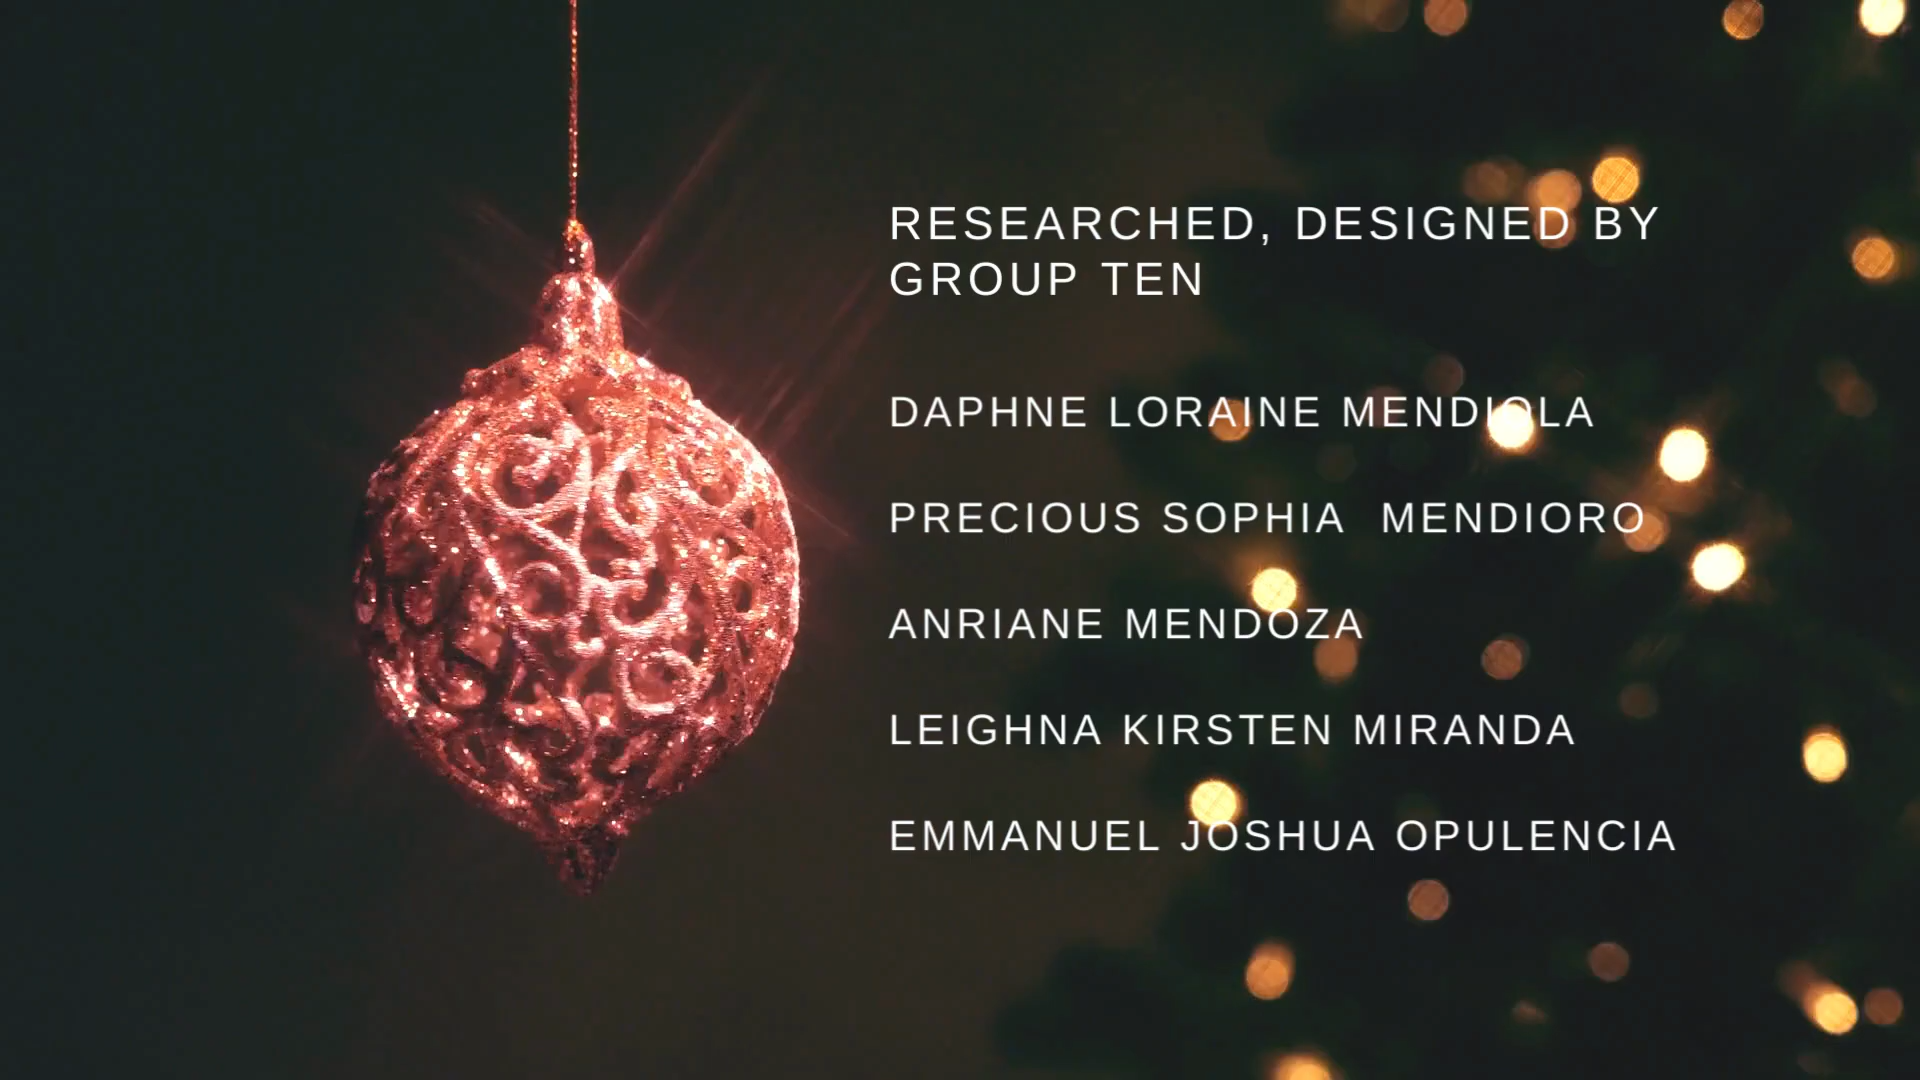 RESEARCHED, DESIGNED BY
GROUP TEN
DAPHNE LORAINE MENDIOLA
PRECIOUS SOPHIA  MENDIORO
ANRIANE MENDOZA
LEIGHNA KIRSTEN MIRANDA
EMMANUEL JOSHUA OPULENCIA